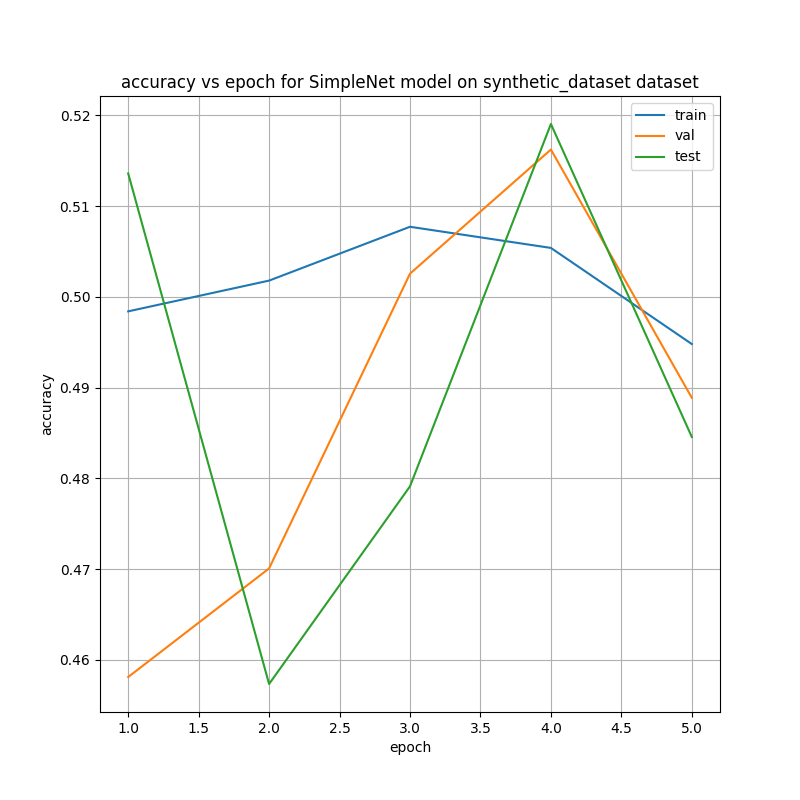 accuracy vs epoch for SimpleNet model on synthetic_dataset dataset
train
val
test
0.52
0.51
0.50
0.49
0.48
0.47
0.46
accuracy
1.0 1.5 2.0 2.5 3.0 3.5 4.0 4.5 5.0
epoch